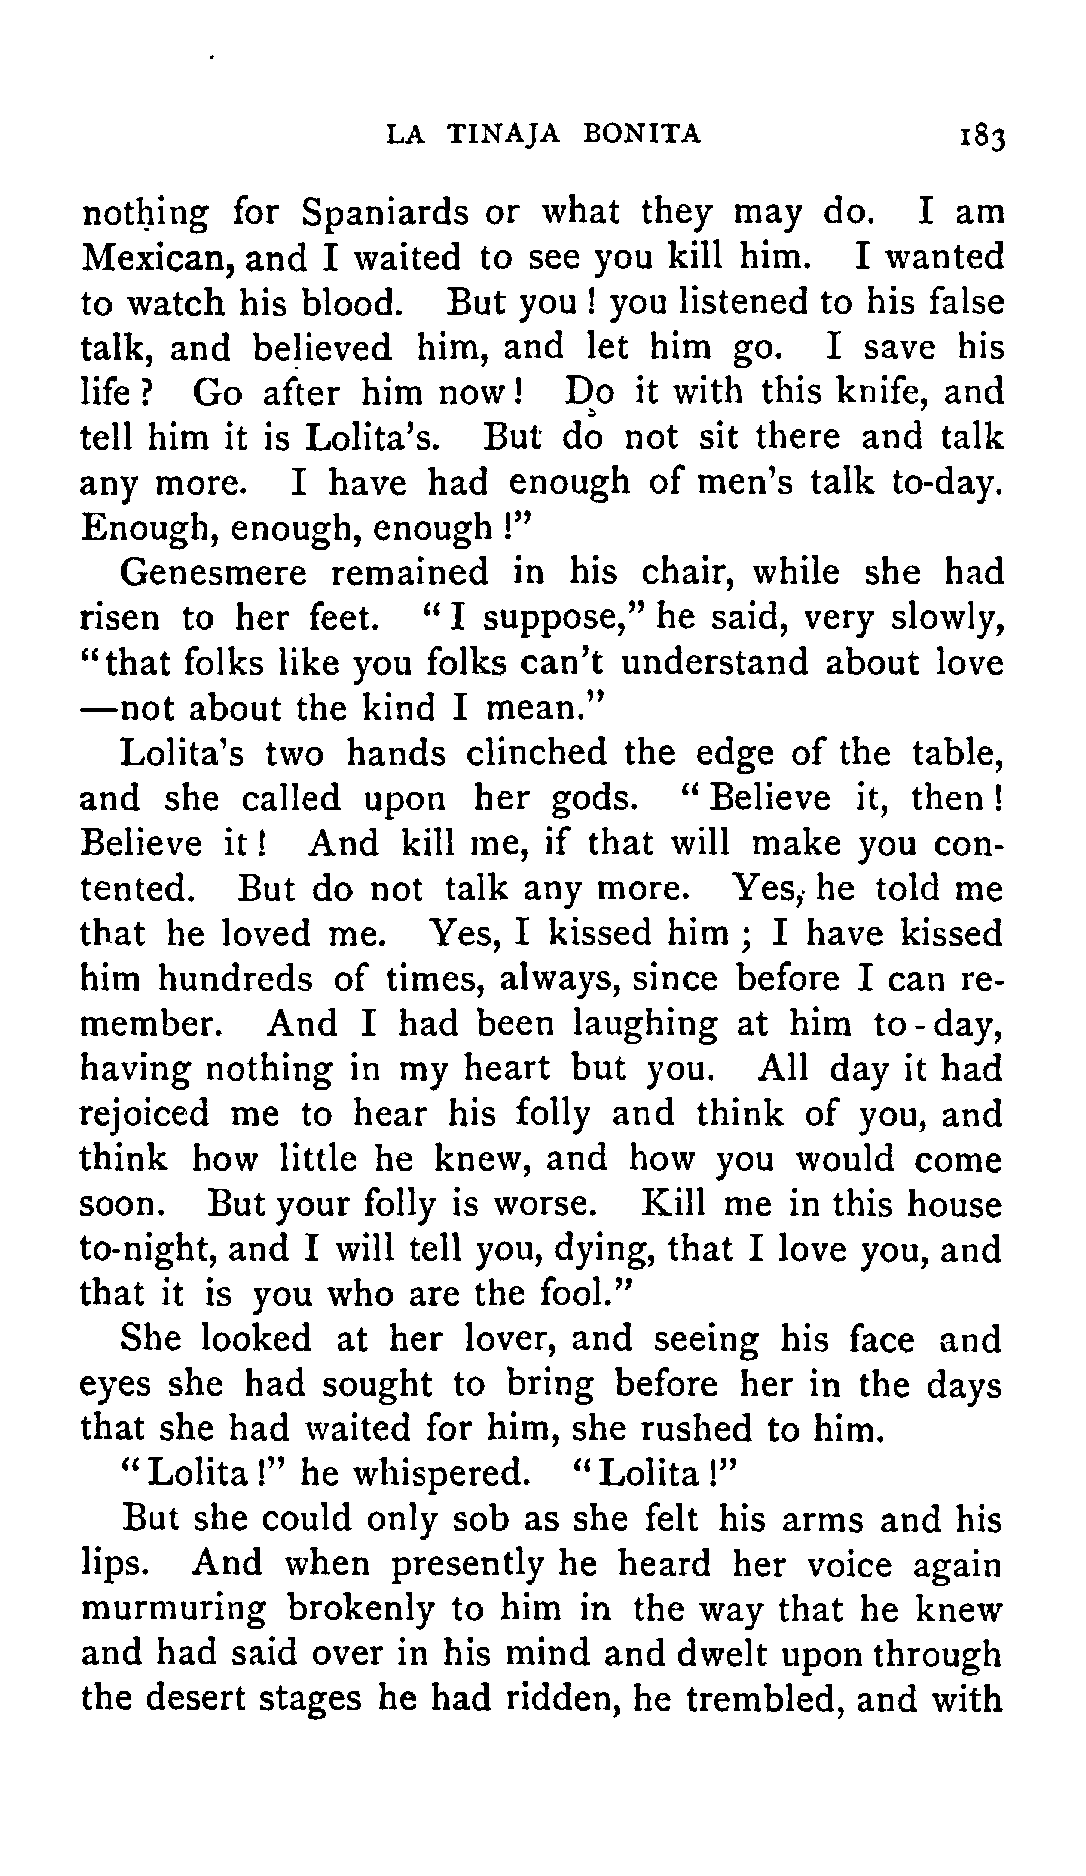 LA TINAJA BONITA 183
nothing for Spaniards or what they may do. I am
Mexican, and I waited to see you kill him. I wanted
to watch his blood. But you! you listened to his false
talk, and believed him, and let him go. I save his
life? Go after him now! Do it with this knife, and
tell him it is Lolita's. But do not sit there and talk
any more. I have had enough of men's talk to-day.
Enough, enough, enough!"
Genesmere remained in his chair, while she had
risen to her feet. "I suppose," he said, very slowly,
"that folks like you folks can't understand about love
—not about the kind I mean."
Lolita's two hands clinched the edge of the table,
and she called upon her gods. "Believe it, then!
Believe it! And kill me, if that will make you con-
tented. But do not talk any more. Yes, he told me
that he loved me. Yes, I kissed him; I have kissed
him hundreds of times, always, since before I can re-
member. And I had been laughing at him to-day,
having nothing in my heart but you. All day it had
rejoiced me to hear his folly and think of you, and
think how little he knew, and how you would come
soon. But your folly is worse. Kill me in this house
to-night, and I will tell you, dying, that I love you, and
that it is you who are the fool."
She looked at her lover, and seeing his face and
eyes she had sought to bring before her in the days
that she had waited for him, she rushed to him.
"Lolita!" he whispered. "Lolita!"
But she could only sob as she felt his arms and his
lips. And when presently he heard her voice again
murmuring brokenly to him in the way that he knew
and had said over in his mind and dwelt upon through
the desert stages he had ridden, he trembled, and with